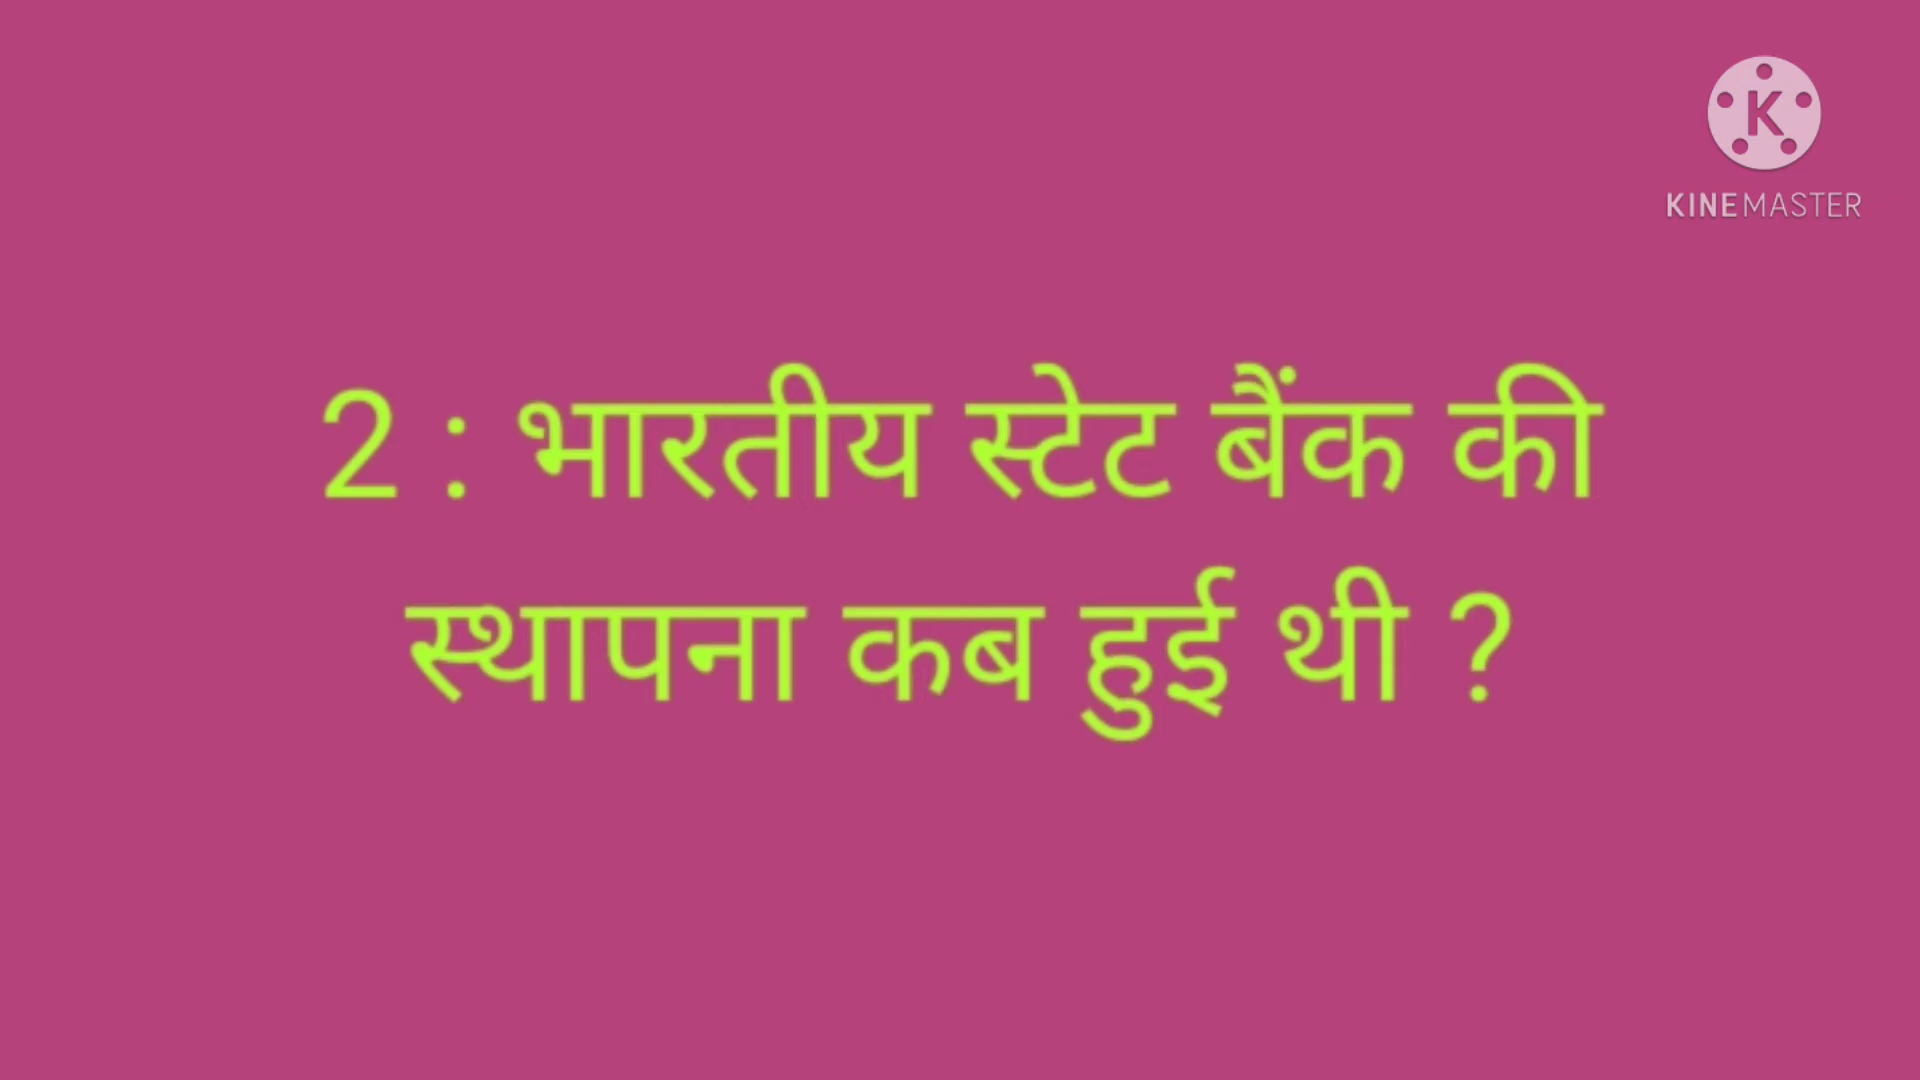 K
KINEMASTER
2 : भारतीय स्टेट बैंक की
स्थापना कब हुई थी ?